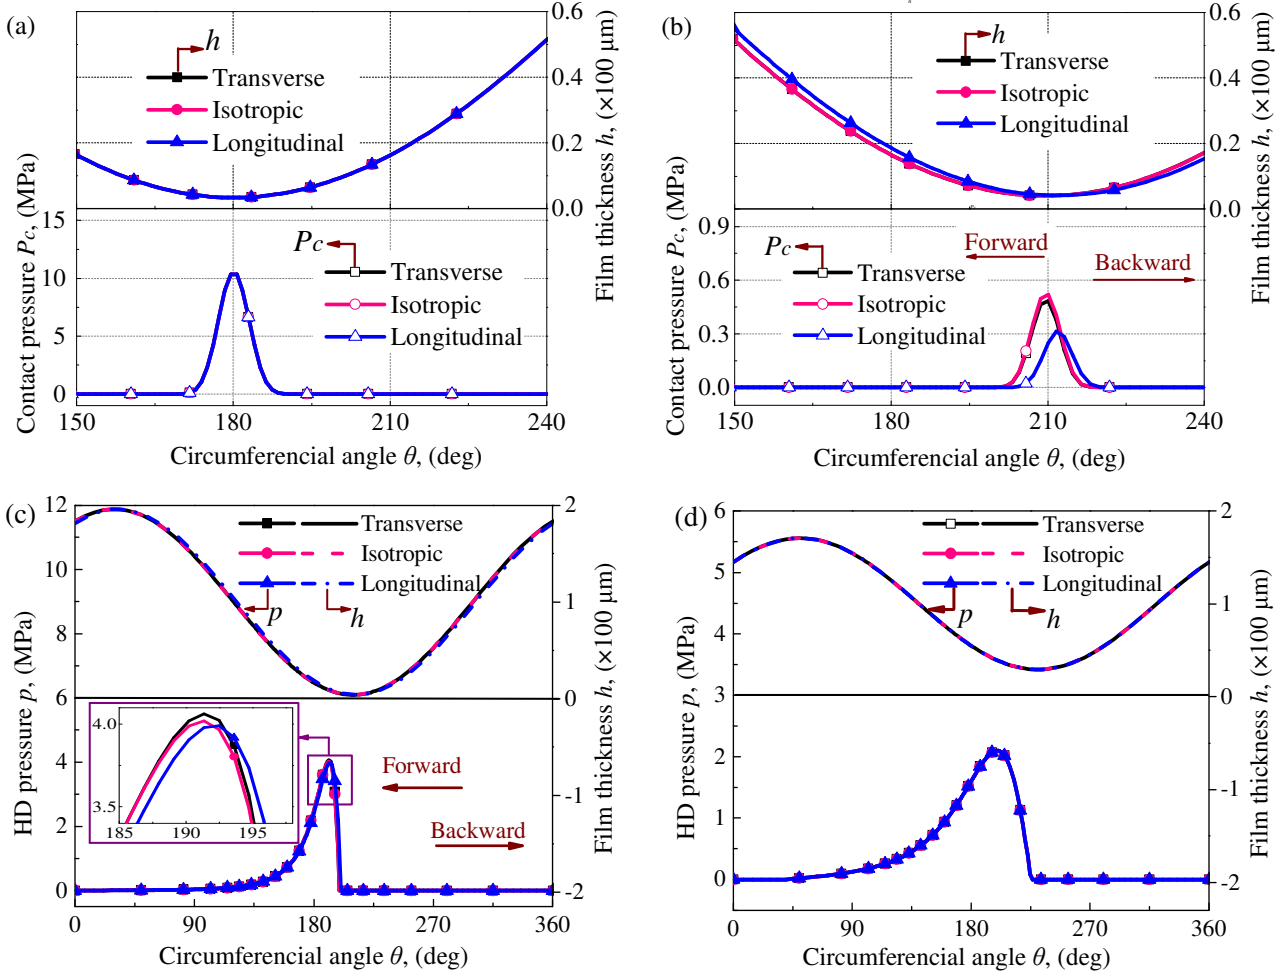 (a)
h
Transverse
Isotropic
Longitudinal
0.6
0.4
0.2
0.0
Film thickness h, (×100 μm)
Contact pressure Pc, (MPa)
15
10
5
0
Pc
Transverse
Isotropic
Longitudinal
150 180 210 240
Circumferencial angle θ, (deg)
(b)
h
Transverse
Isotropic
Longitudinal
0.6
0.4
0.2
0.0
Film thickness h, (×100 μm)
Contact pressure Pc, (MPa)
0.9
0.6
0.3
0.0
Pc
Forward
Backward
Transverse
Isotropic
Longitudinal
150 180 210 240
Circumferencial angle θ, (deg)
(c)
Transverse
Isotropic
Longitudinal
p
h
HD pressure p, (MPa)
12
10
8
6
4
2
0
2
1
0
-1
-2
Film thickness h, (×100 μm)
4.0
3.5
185 190 195
Forward
Backward
0 90 180 270 360
Circumferencial angle θ, (deg)
(d)
Transverse
Isotropic
Longitudinal
p
h
HD pressure p, (MPa)
6
5
4
3
2
1
0
2
1
0
-1
-2
Film thickness h, (×100 μm)
0 90 180 270 360
Circumferencial angle θ, (deg)